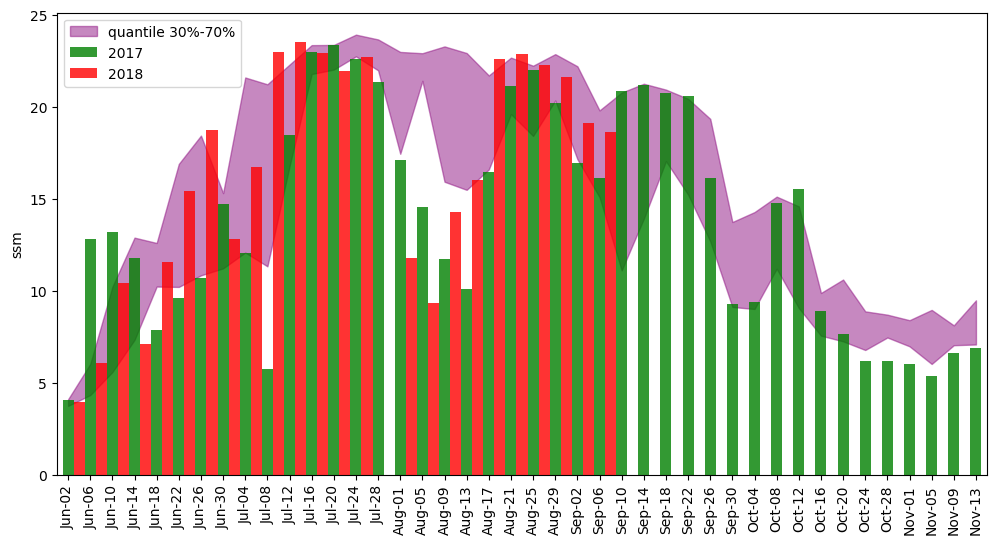 25
20
15
10
5
0
ssm
quantile 30%-70%
2017
2018
Jun-02
Jun-06
Jun-10
Jun-14
Jun-18
Jun-22
Jun-26
Jun-30
Jul-04
Jul-08
Jul-12
Jul-16
Jul-20
Jul-24
Jul-28
Aug-01
Aug-05
Aug-09
Aug-13
Aug-17
Aug-21
Aug-25
Aug-29
Sep-02
Sep-06
Sep-10
Sep-14
Sep-18
Sep-22
Sep-26
Sep-30
Oct-04
Oct-08
Oct-12
Oct-16
Oct-20
Oct-24
Oct-28
Nov-01
Nov-05
Nov-09
Nov-13